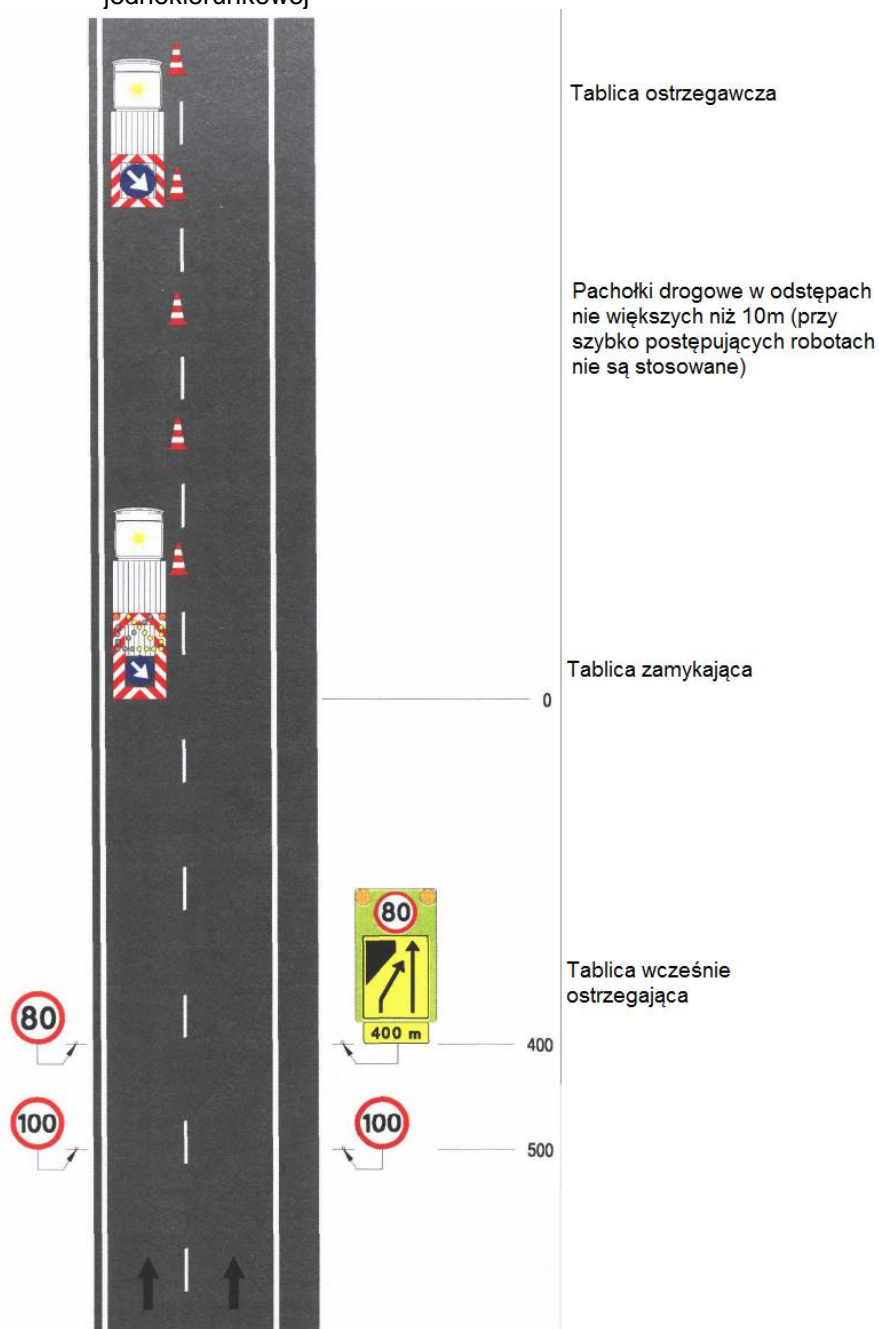 jednokierunkowej
Tablica ostrzegawcza
Pachołki drogowe w odstępach
nie większych niż 10m (przy
szybko postępujących robotach
nie są stosowane)
Tablica zamykająca
0
80
Tablica wcześnie
ostrzegająca
80
400 m
400
100
100
500